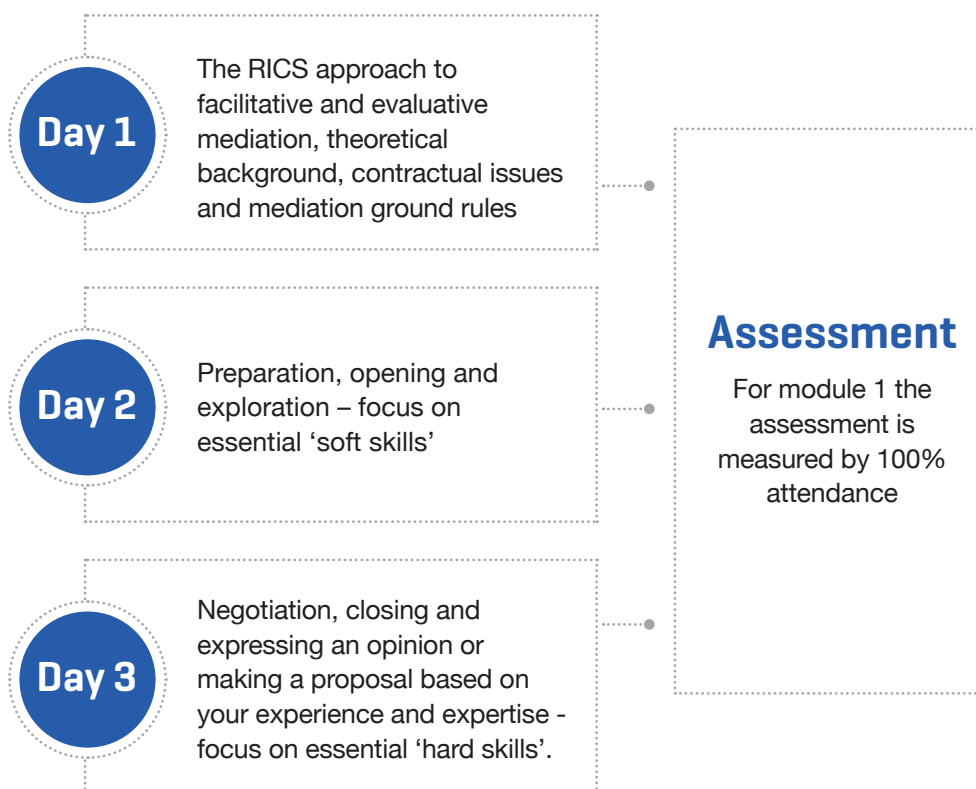 Day 1
The RICS approach to
facilitative and evaluative
mediation, theoretical
background, contractual issues
and mediation ground rules
Day 2
Preparation, opening and
exploration – focus on
essential ‘soft skills’
Day 3
Negotiation, closing and
expressing an opinion or
making a proposal based on
your experience and expertise -
focus on essential ‘hard skills’.
Assessment
For module 1 the
assessment is
measured by 100%
attendance